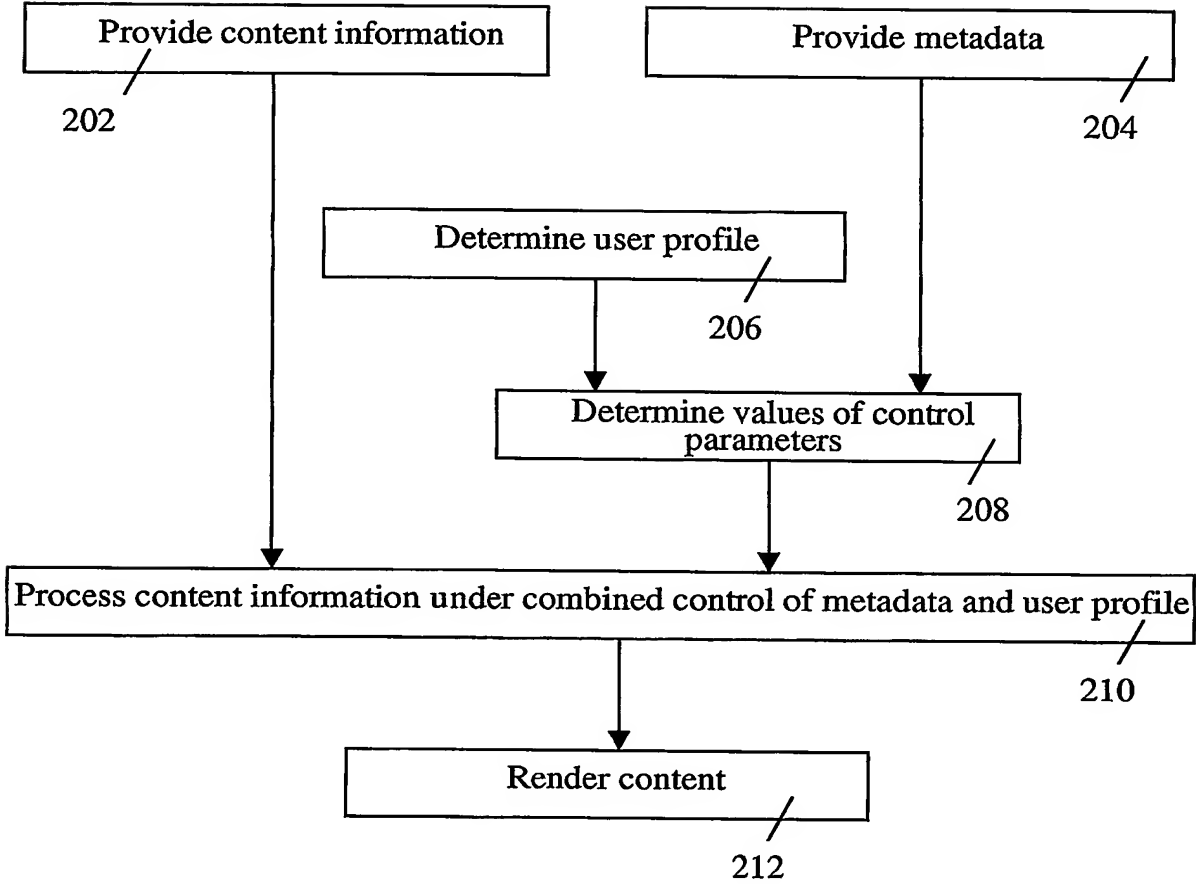 Provide content information
Provide metadata
202
204
Determine user profile
206
Determine values of control
parameters
208
Process content information under combined control of metadata and user profile
210
Render content
212